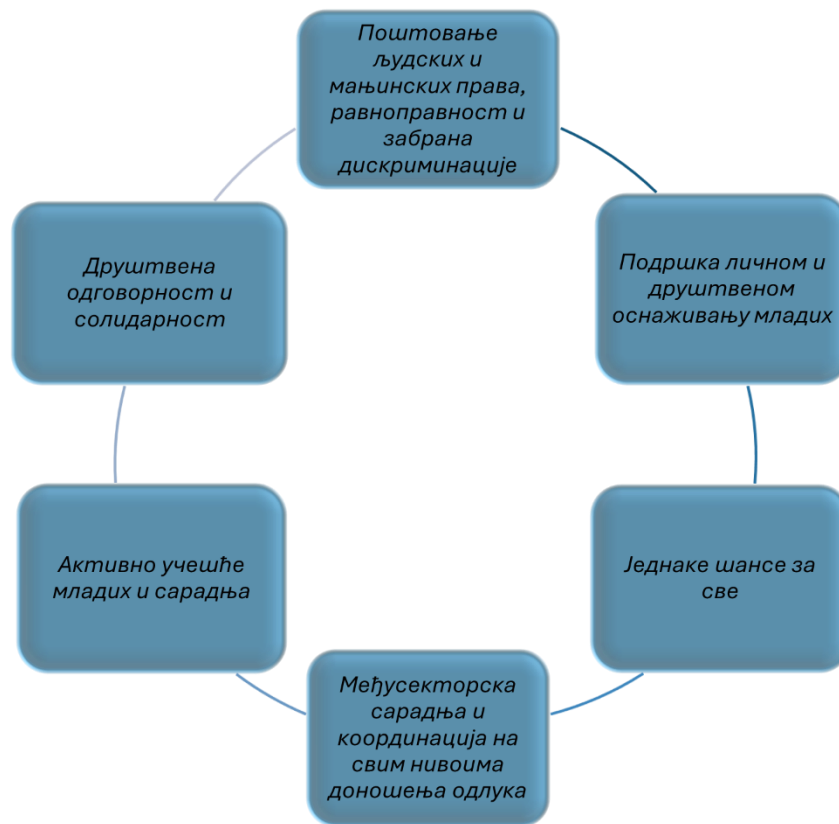 Поштовање
људских и
мањинских права,
равноправност и
забрана
дискриминације
Подршка личном и
друштвеном
оснаживању младих
Једнаке шансе за
све
Међусекторска
сарадња и
координација на
свим нивоима
доношења одлука
Активно учешће
младих и сарадња
Друштвена
одговорност и
солидарност